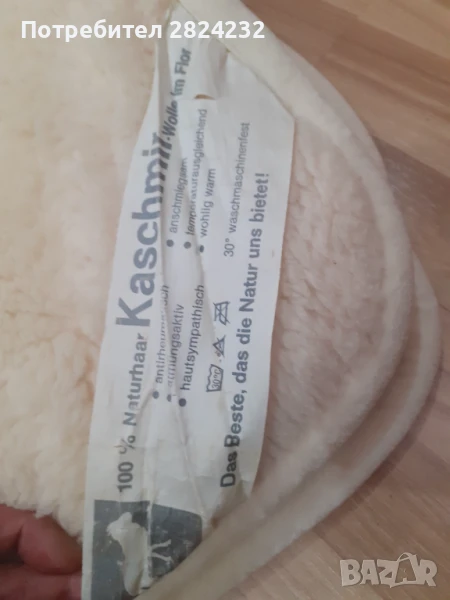 Потребител 2824232
100 % Naturhaar
Kaschmir-Wolle im Flor
• anschmiegsam
• temperaturausgleichend
• wohlig warm
• hautsympathisch
30° waschmaschinenfest
Das Beste, das die Natur uns bietet!
BAZAR